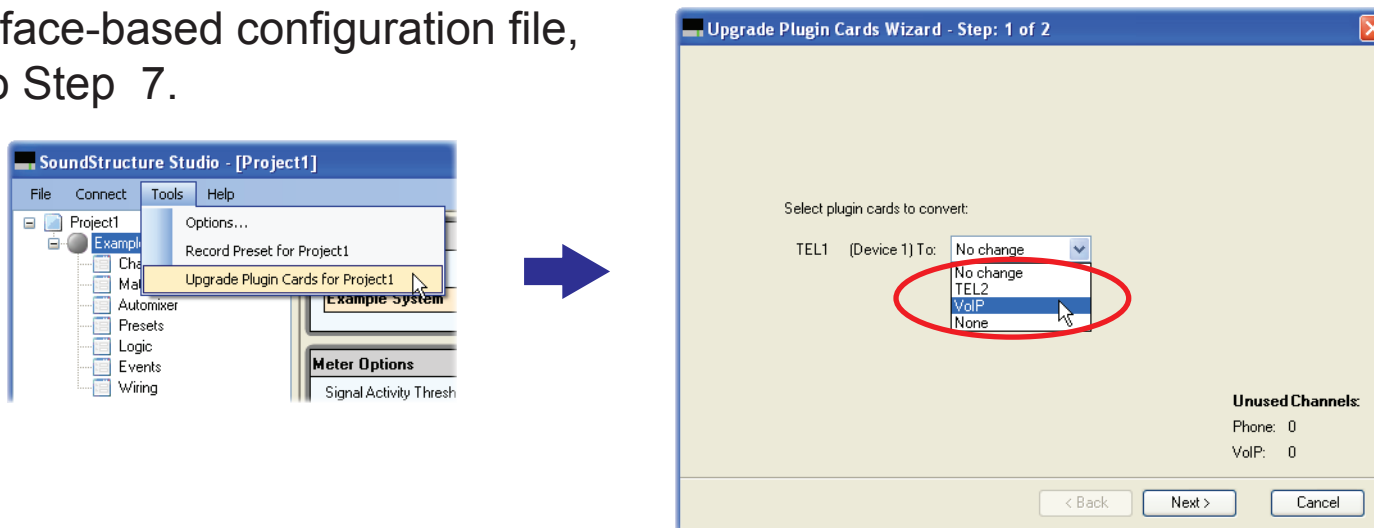 face-based configuration file,
Step 7.
SoundStructure Studio - [Project1]
File Connect Tools Help
Project1
Options...
Record Preset for Project1
Upgrade Plugin Cards for Project1
Automixer
Presets
Logic
Events
Wiring
Example System
Meter Options
Signal Activity Thresh
Upgrade Plugin Cards Wizard - Step: 1 of 2
Select plugin cards to convert:
TEL1 (Device 1) To: No change
No change
TEL2
VoIP
None
Unused Channels:
Phone: 0
VoIP: 0
< Back Next > Cancel